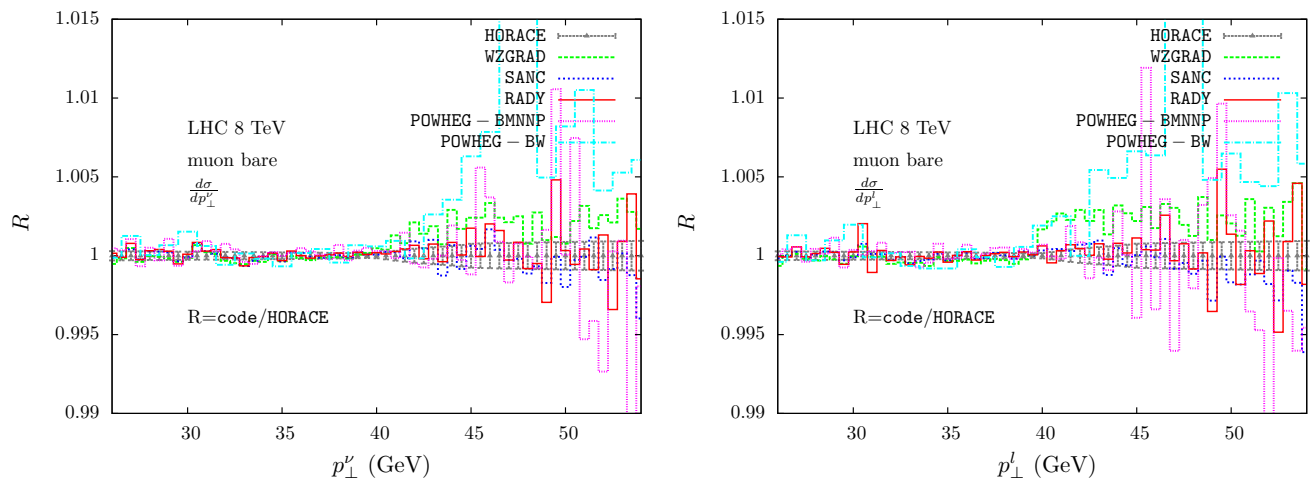 1.015
1.01
1.005
1
0.995
0.99
R
HORACE
WZGRAD
SANC
RADY
POWHEG − BMNNP
POWHEG − BW
LHC 8 TeV
muon bare
dσ
dp⊥^ν
R=code/HORACE
30 35 40 45 50
p⊥^ν (GeV)
1.015
1.01
1.005
1
0.995
0.99
R
HORACE
WZGRAD
SANC
RADY
POWHEG − BMNNP
POWHEG − BW
LHC 8 TeV
muon bare
dσ
dp⊥^l
R=code/HORACE
30 35 40 45 50
p⊥^l (GeV)